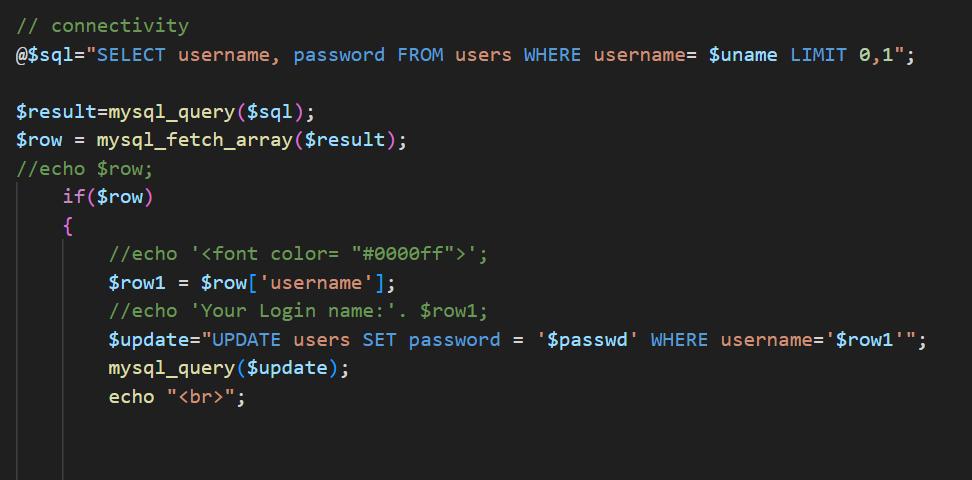 // connectivity
@$sql="SELECT username, password FROM users WHERE username= $uname LIMIT 0,1";
$result=mysql_query($sql);
$row = mysql_fetch_array($result);
//echo $row;
if($row)
{
//echo '<font color= "#0000ff">';
$row1 = $row['username'];
//echo 'Your Login name:'. $row1;
$update="UPDATE users SET password = '$passwd' WHERE username='$row1'";
mysql_query($update);
echo "<br>";